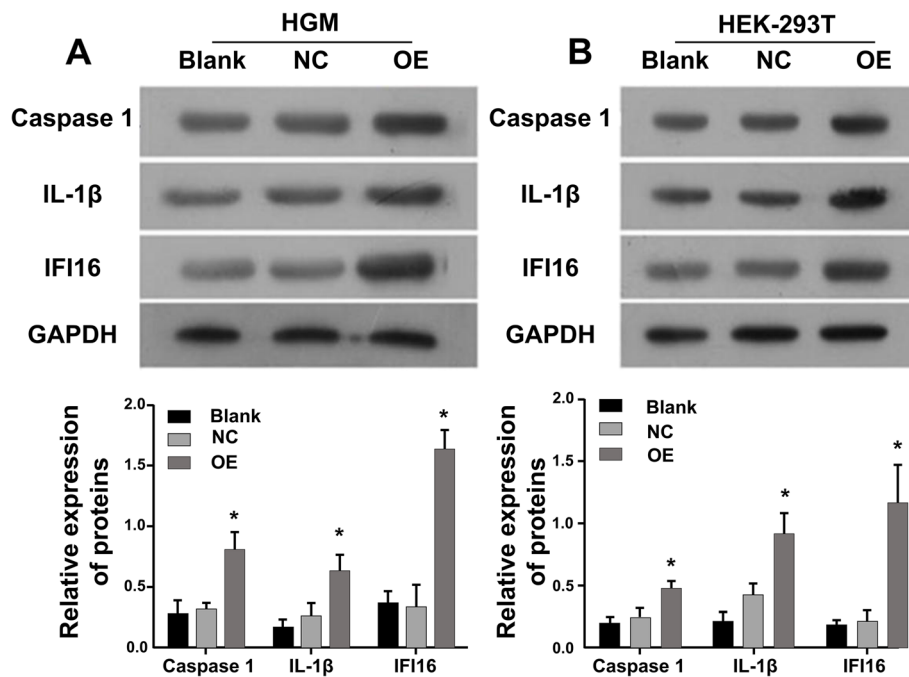 A
HGM
Blank NC OE
Caspase 1
IL-1β
IFI16
GAPDH
Relative expression
of proteins
2.0
1.5
1.0
0.5
0.0
Blank
NC
OE
*
*
*
Caspase 1 IL-1β IFI16
B
HEK-293T
Blank NC OE
Caspase 1
IL-1β
IFI16
GAPDH
Relative expression
of proteins
2.0
1.5
1.0
0.5
0.0
Blank
NC
OE
*
*
*
Caspase 1 IL-1β IFI16